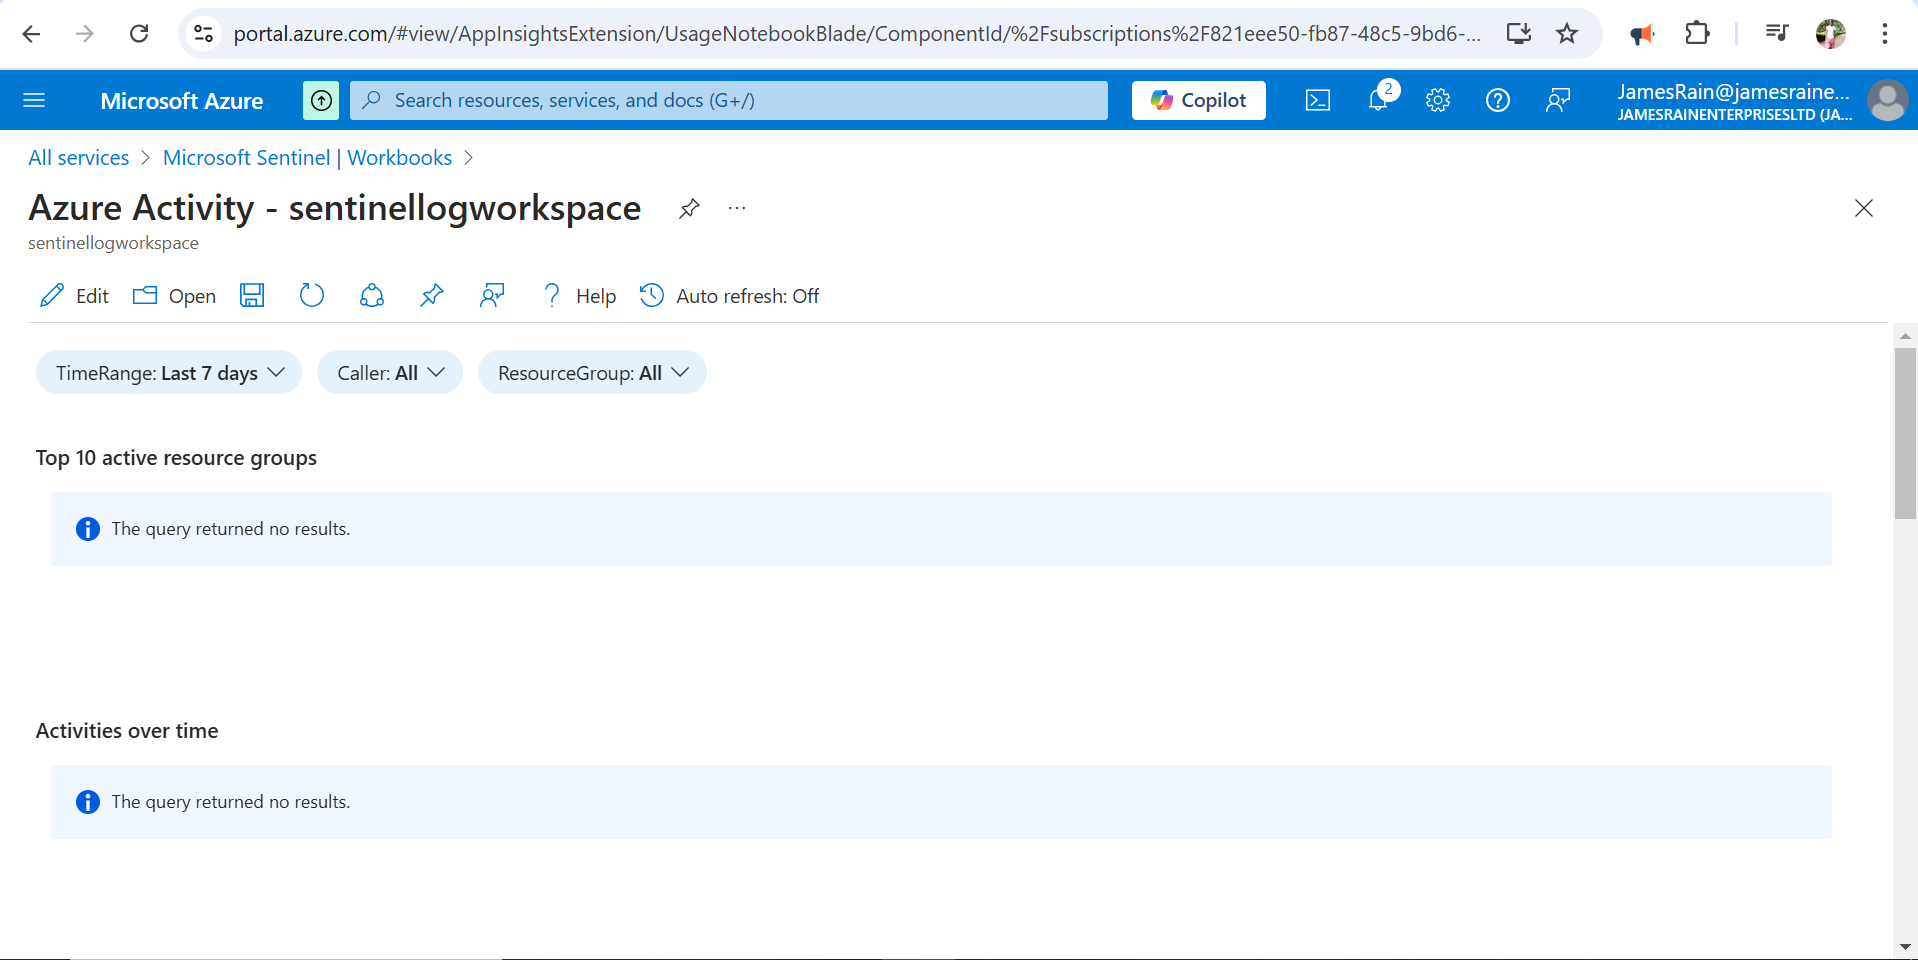 portal.azure.com/#view/AppInsightsExtension/UsageNotebookBlade/ComponentId/%2Fsubscriptions%2F821eee50-fb87-48c5-9bd6-...
Microsoft Azure
Search resources, services, and docs (G+/)
Copilot
2
JamesRain@jamesraine...
JAMESRAINENTERPRISESLTD (JA...
All services > Microsoft Sentinel | Workbooks >
Azure Activity - sentinellogworkspace ...
sentinellogworkspace
Edit Open Help Auto refresh: Off
TimeRange: Last 7 days Caller: All ResourceGroup: All
Top 10 active resource groups
The query returned no results.
Activities over time
The query returned no results.